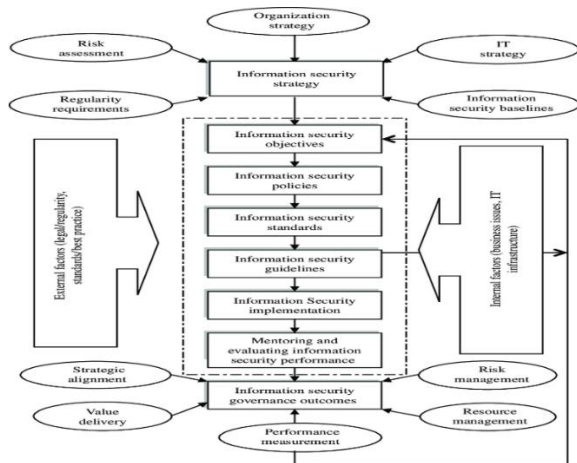 Organization
strategy
Risk
assessment
IT
strategy
Information security
strategy
Regularity
requirements
Information
security baselines
Information security
objectives
Information security
policies
Information security
standards
Information security
guidelines
Information Security
implementation
Mentoring and
evaluating information
security performance
External factors (legal/regularity,
standards/best practice)
Internal factors (business issues, IT
infrastructure)
Strategic
alignment
Risk
management
Information security
governance outcomes
Value
delivery
Resource
management
Performance
measurement